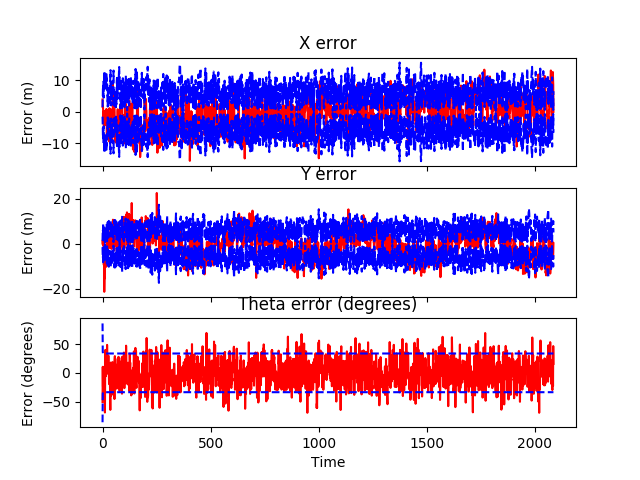 X error
10
0
−10
Error (m)
Y error
20
0
−20
Error (m)
Theta error (degrees)
50
0
−50
Error (degrees)
0
500
1000
1500
2000
Time